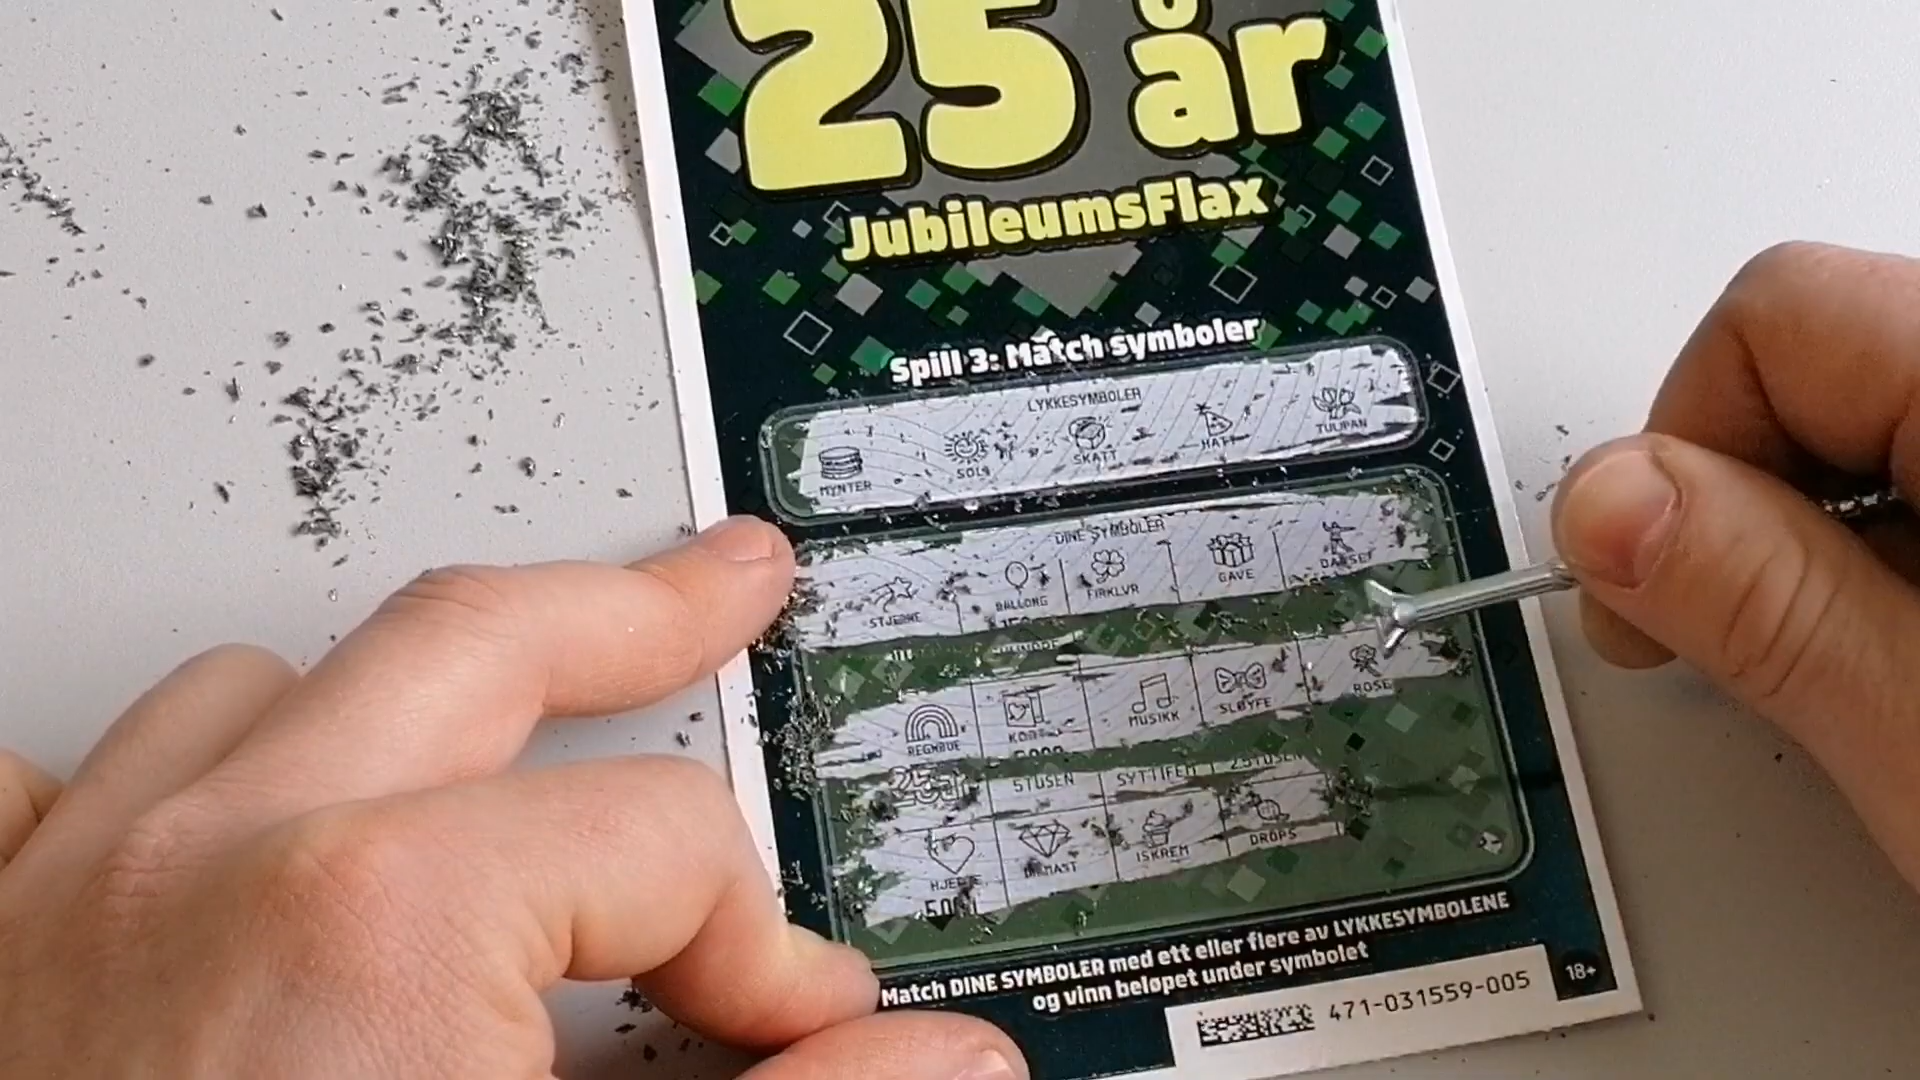 25 år
JubileumsFlax
Spill 3: Match symboler
LYKKESYMBOLER
MYNTER SOL SKATT HATT TULIPAN
DINE SYMBOLER
STJERNE BALLONG FIRKLVR GAVE DANSER
REGNBUE KORT MUSIKK SLØYFE ROSE
25år 5TUSEN SYTTIFEM 25TUSEN
HJERTE DIAMANT ISKREM DROPS
Match DINE SYMBOLER med ett eller flere av LYKKESYMBOLENE
og vinn beløpet under symbolet
471-031559-005
18+